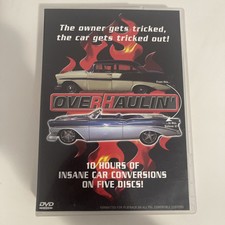 The owner gets tricked,
the car gets tricked out!
OVERHAULIN'
10 HOURS OF
INSANE CAR CONVERSIONS
ON FIVE DISCS!
DVD